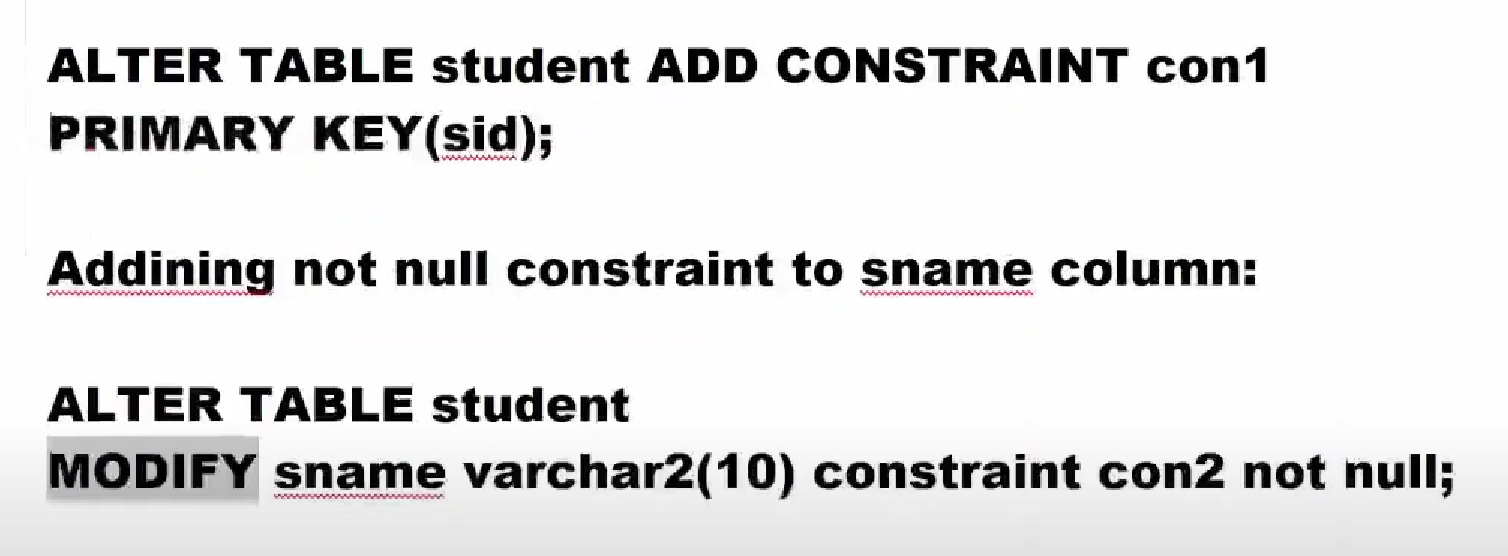 ALTER TABLE student ADD CONSTRAINT con1
PRIMARY KEY(sid);
Addining not null constraint to sname column:
ALTER TABLE student
MODIFY sname varchar2(10) constraint con2 not null;